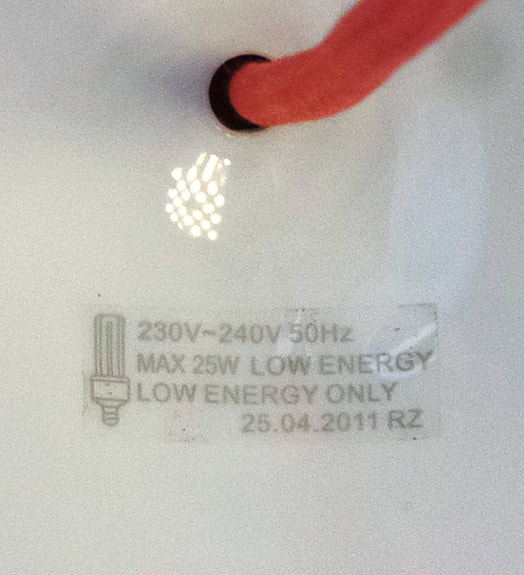 230V~240V 50Hz
MAX 25W LOW ENERGY
LOW ENERGY ONLY
25.04.2011 RZ